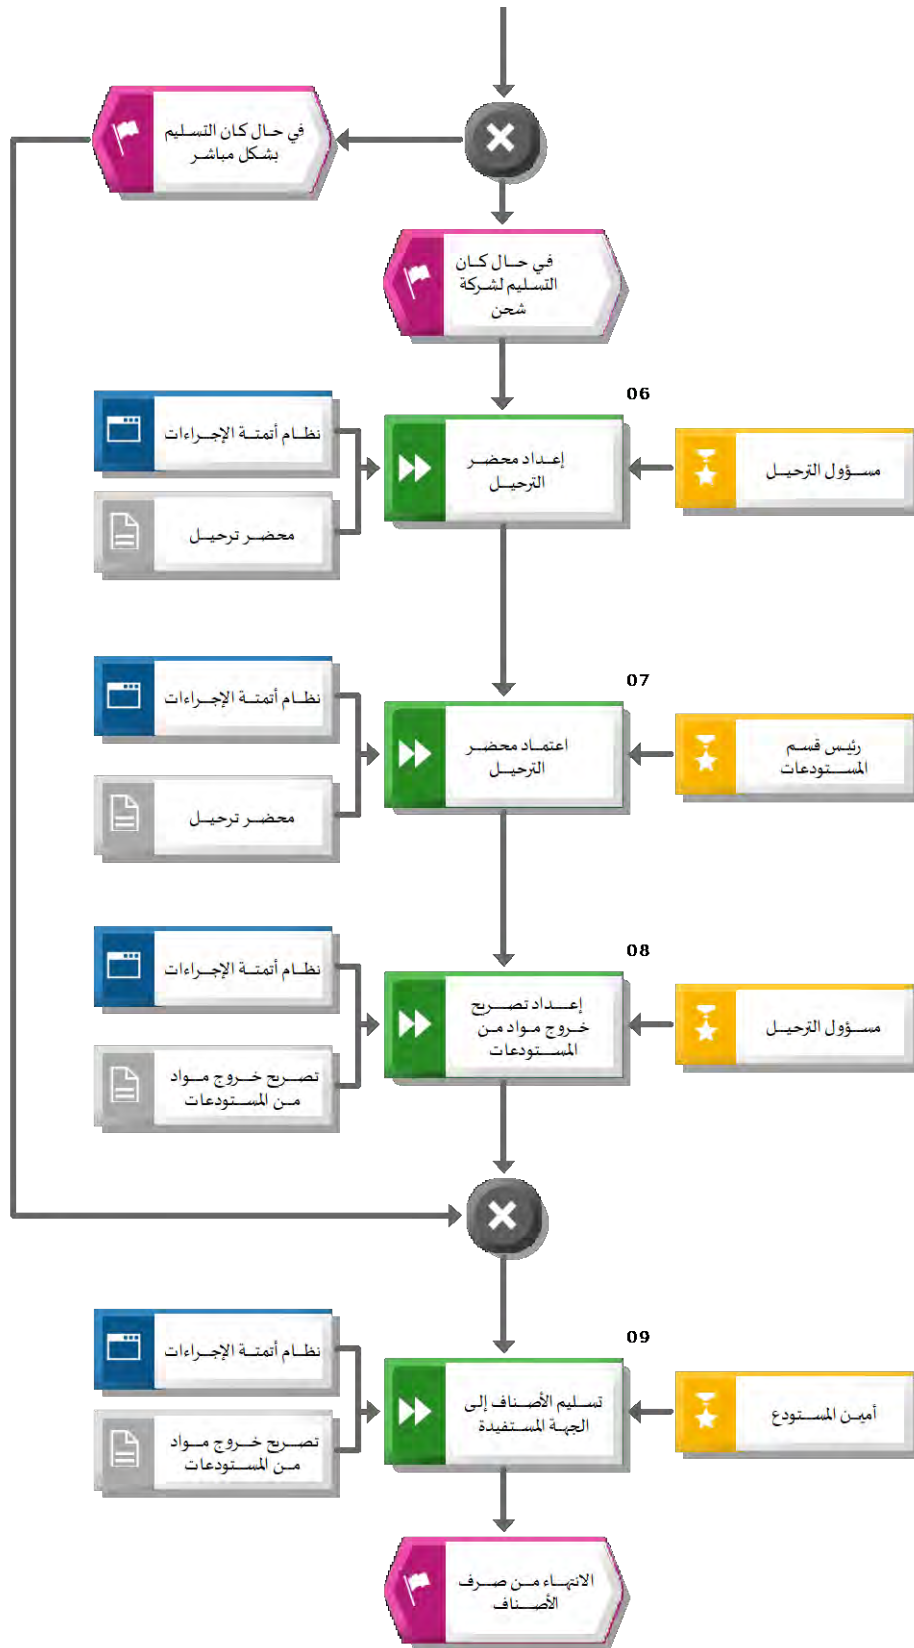 في حال كان التسليم
بشكل مباشر
في حال كان
التسليم لشركة
شحن
06
مسؤول الترحيل
إعداد محضر
الترحيل
نظام أتمتة الإجراءات
محضر ترحيل
07
رئيس قسم
المستودعات
اعتماد محضر
الترحيل
نظام أتمتة الإجراءات
محضر ترحيل
08
مسؤول الترحيل
إعداد تصريح
خروج مواد من
المستودعات
نظام أتمتة الإجراءات
تصريح خروج مواد
من المستودعات
09
أمين المستودع
تسليم الأصناف إلى
الجهة المستفيدة
نظام أتمتة الإجراءات
تصريح خروج مواد
من المستودعات
الانتهاء من صرف
الأصناف